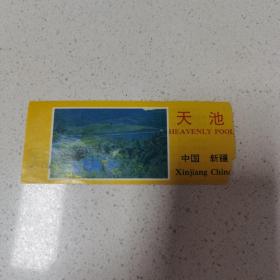 天池
HEAVENLY POOL
中国 新疆
Xinjiang China